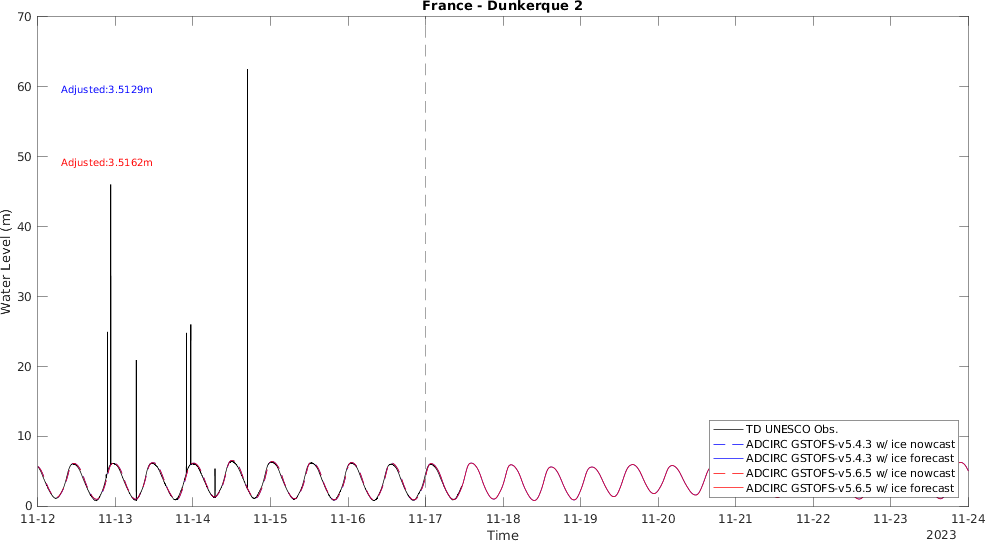 France - Dunkerque 2
70
60
50
40
30
20
10
0
Water Level (m)
Adjusted:3.5129m
Adjusted:3.5162m
TD UNESCO Obs.
ADCIRC GSTOFS-v5.4.3 w/ ice nowcast
ADCIRC GSTOFS-v5.4.3 w/ ice forecast
ADCIRC GSTOFS-v5.6.5 w/ ice nowcast
ADCIRC GSTOFS-v5.6.5 w/ ice forecast
11-12 11-13 11-14 11-15 11-16 11-17 11-18 11-19 11-20 11-21 11-22 11-23 11-24
Time
2023